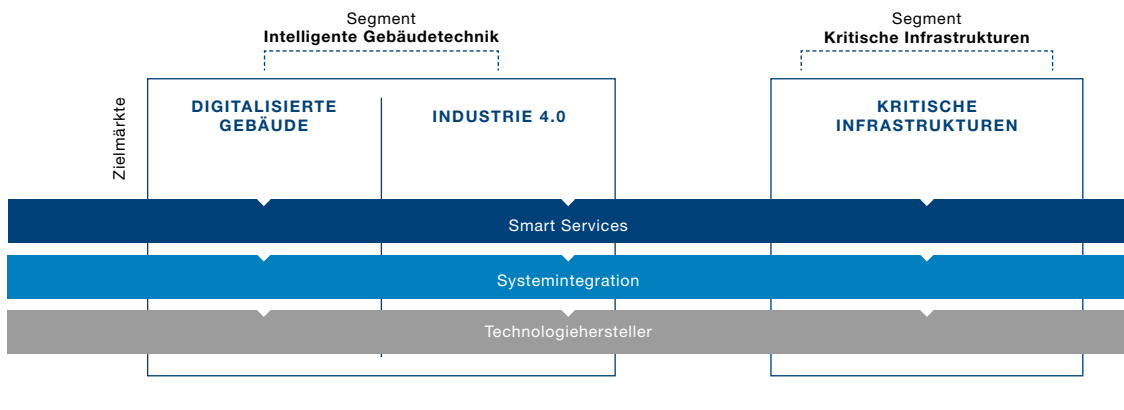 Segment
Intelligente Gebäudetechnik
Segment
Kritische Infrastrukturen
Zielmärkte
DIGITALISIERTE
GEBÄUDE
INDUSTRIE 4.0
KRITISCHE
INFRASTRUKTUREN
Smart Services
Systemintegration
Technologiehersteller